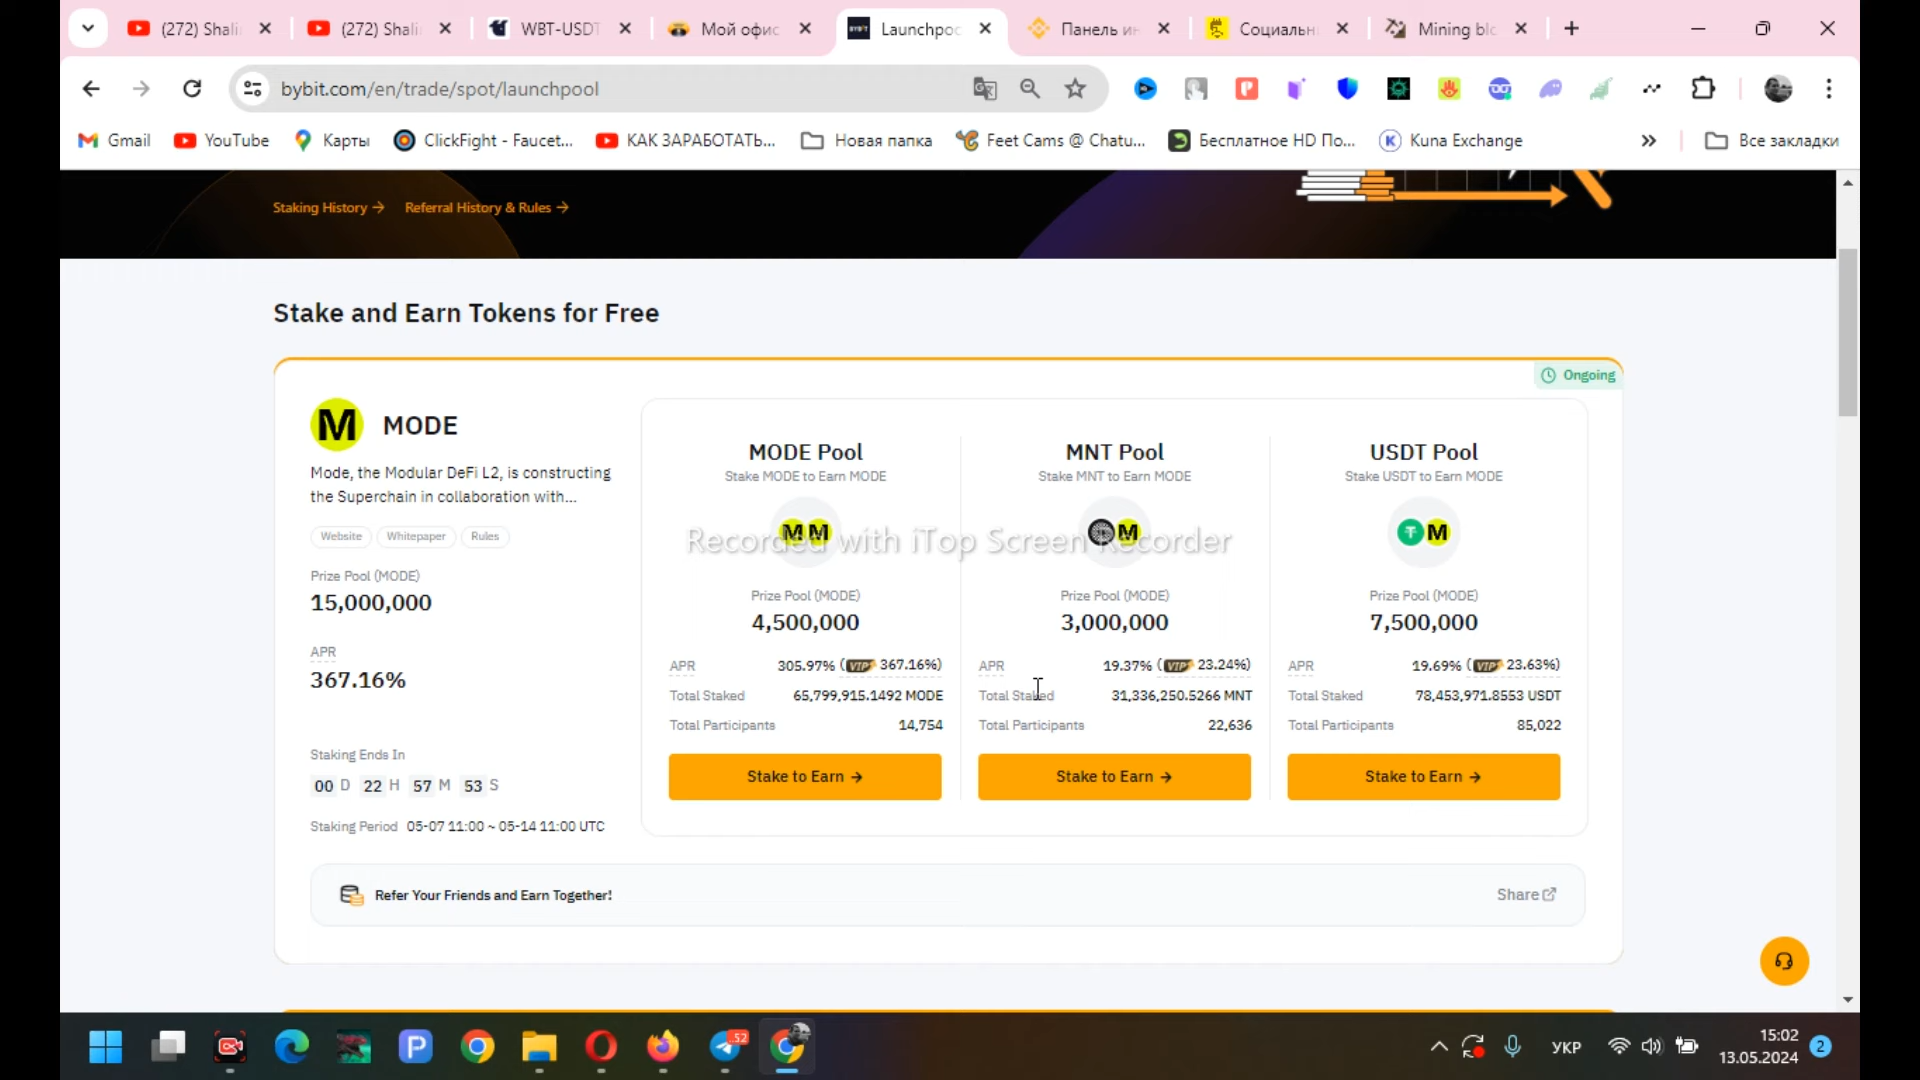 (272) Shali
(272) Shali
WBT-USDT
Мой офис
Launchpoo
Панель ин
Социальн
Mining blo
bybit.com/en/trade/spot/launchpool
Gmail
YouTube
Карты
ClickFight - Faucet...
КАК ЗАРАБОТАТЬ...
Новая папка
Feet Cams @ Chatu...
Бесплатное HD По...
Kuna Exchange
Все закладки
Staking History →
Referral History & Rules →
Stake and Earn Tokens for Free
Ongoing
MODE
Mode, the Modular DeFi L2, is constructing
the Superchain in collaboration with...
Website
Whitepaper
Rules
Prize Pool (MODE)
15,000,000
APR
367.16%
Staking Ends In
00 D 22 H 57 M 53 S
Staking Period 05-07 11:00 ~ 05-14 11:00 UTC
MODE Pool
Stake MODE to Earn MODE
Prize Pool (MODE)
4,500,000
APR 305.97% (VIP 367.16%)
Total Staked 65,799,915.1492 MODE
Total Participants 14,754
Stake to Earn →
MNT Pool
Stake MNT to Earn MODE
Prize Pool (MODE)
3,000,000
APR 19.37% (VIP 23.24%)
Total Staked 31,336,250.5266 MNT
Total Participants 22,636
Stake to Earn →
USDT Pool
Stake USDT to Earn MODE
Prize Pool (MODE)
7,500,000
APR 19.69% (VIP 23.63%)
Total Staked 78,453,971.8553 USDT
Total Participants 85,022
Stake to Earn →
Recorded with iTop Screen Recorder
Refer Your Friends and Earn Together!
Share
52
УКР
15:02
13.05.2024
2